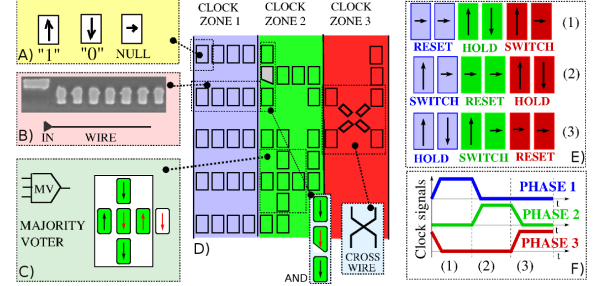 CLOCK ZONE 1
CLOCK ZONE 2
CLOCK ZONE 3
"1"
"0"
NULL
A)
B)
IN
WIRE
MV
MAJORITY
VOTER
C)
D)
AND
CROSS
WIRE
(1)
RESET
HOLD
SWITCH
(2)
SWITCH
RESET
HOLD
(3)
HOLD
SWITCH
RESET
E)
Clock signals
PHASE 1
t
PHASE 2
t
PHASE 3
t
(1)
(2)
(3)
F)